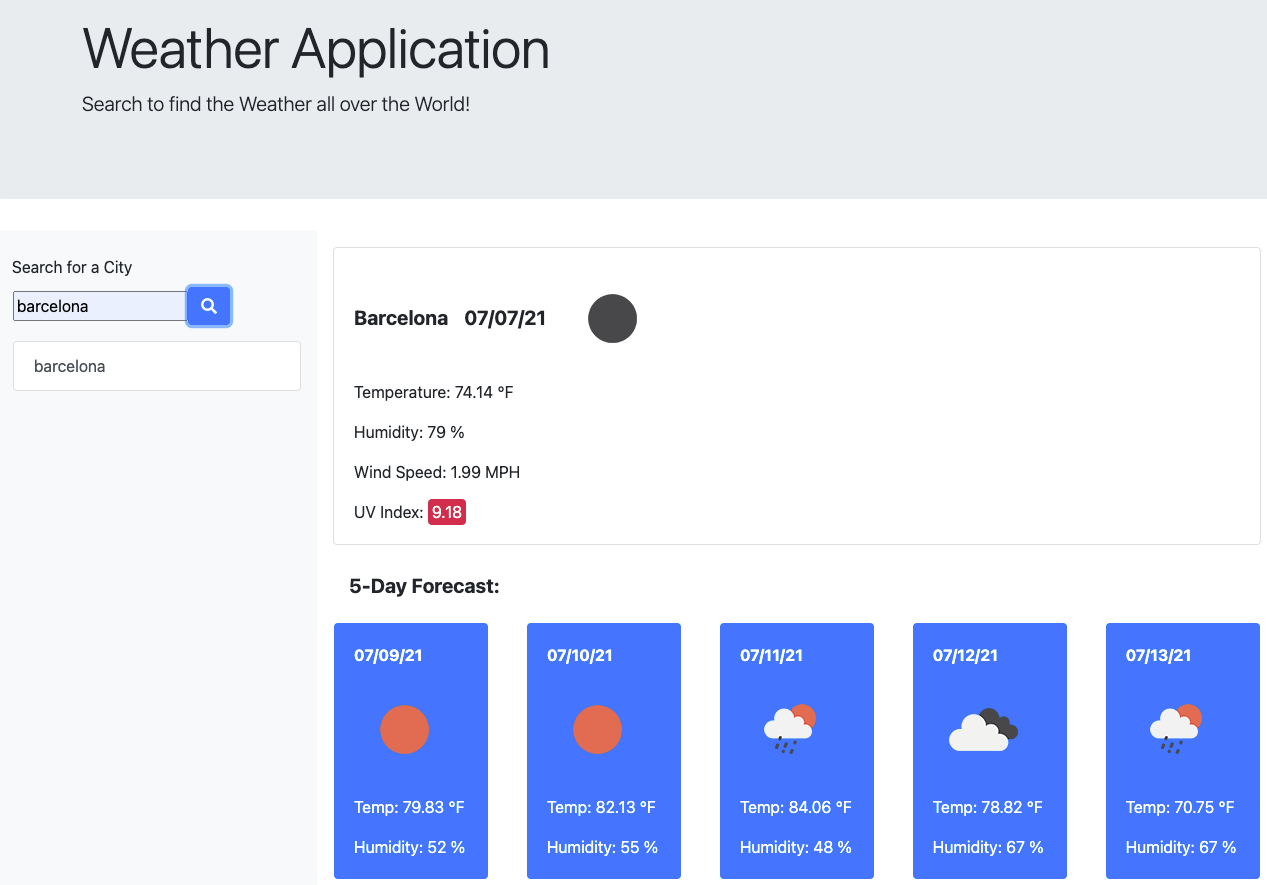 Weather Application
Search to find the Weather all over the World!
Search for a City
barcelona
barcelona
Barcelona 07/07/21
Temperature: 74.14 °F
Humidity: 79 %
Wind Speed: 1.99 MPH
UV Index: 9.18
5-Day Forecast:
07/09/21
Temp: 79.83 °F
Humidity: 52 %
07/10/21
Temp: 82.13 °F
Humidity: 55 %
07/11/21
Temp: 84.06 °F
Humidity: 48 %
07/12/21
Temp: 78.82 °F
Humidity: 67 %
07/13/21
Temp: 70.75 °F
Humidity: 67 %